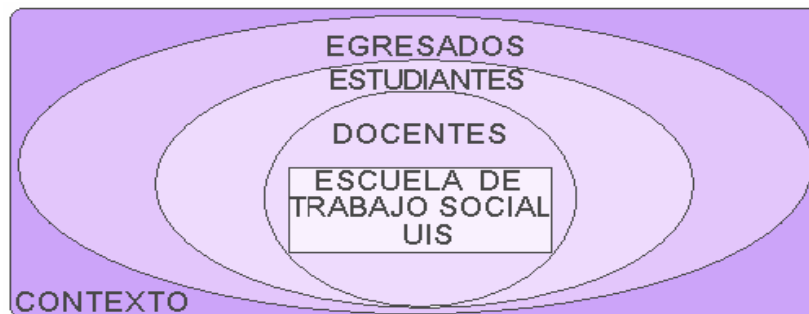 EGRESADOS
ESTUDIANTES
DOCENTES
ESCUELA DE
TRABAJO SOCIAL
UIS
CONTEXTO